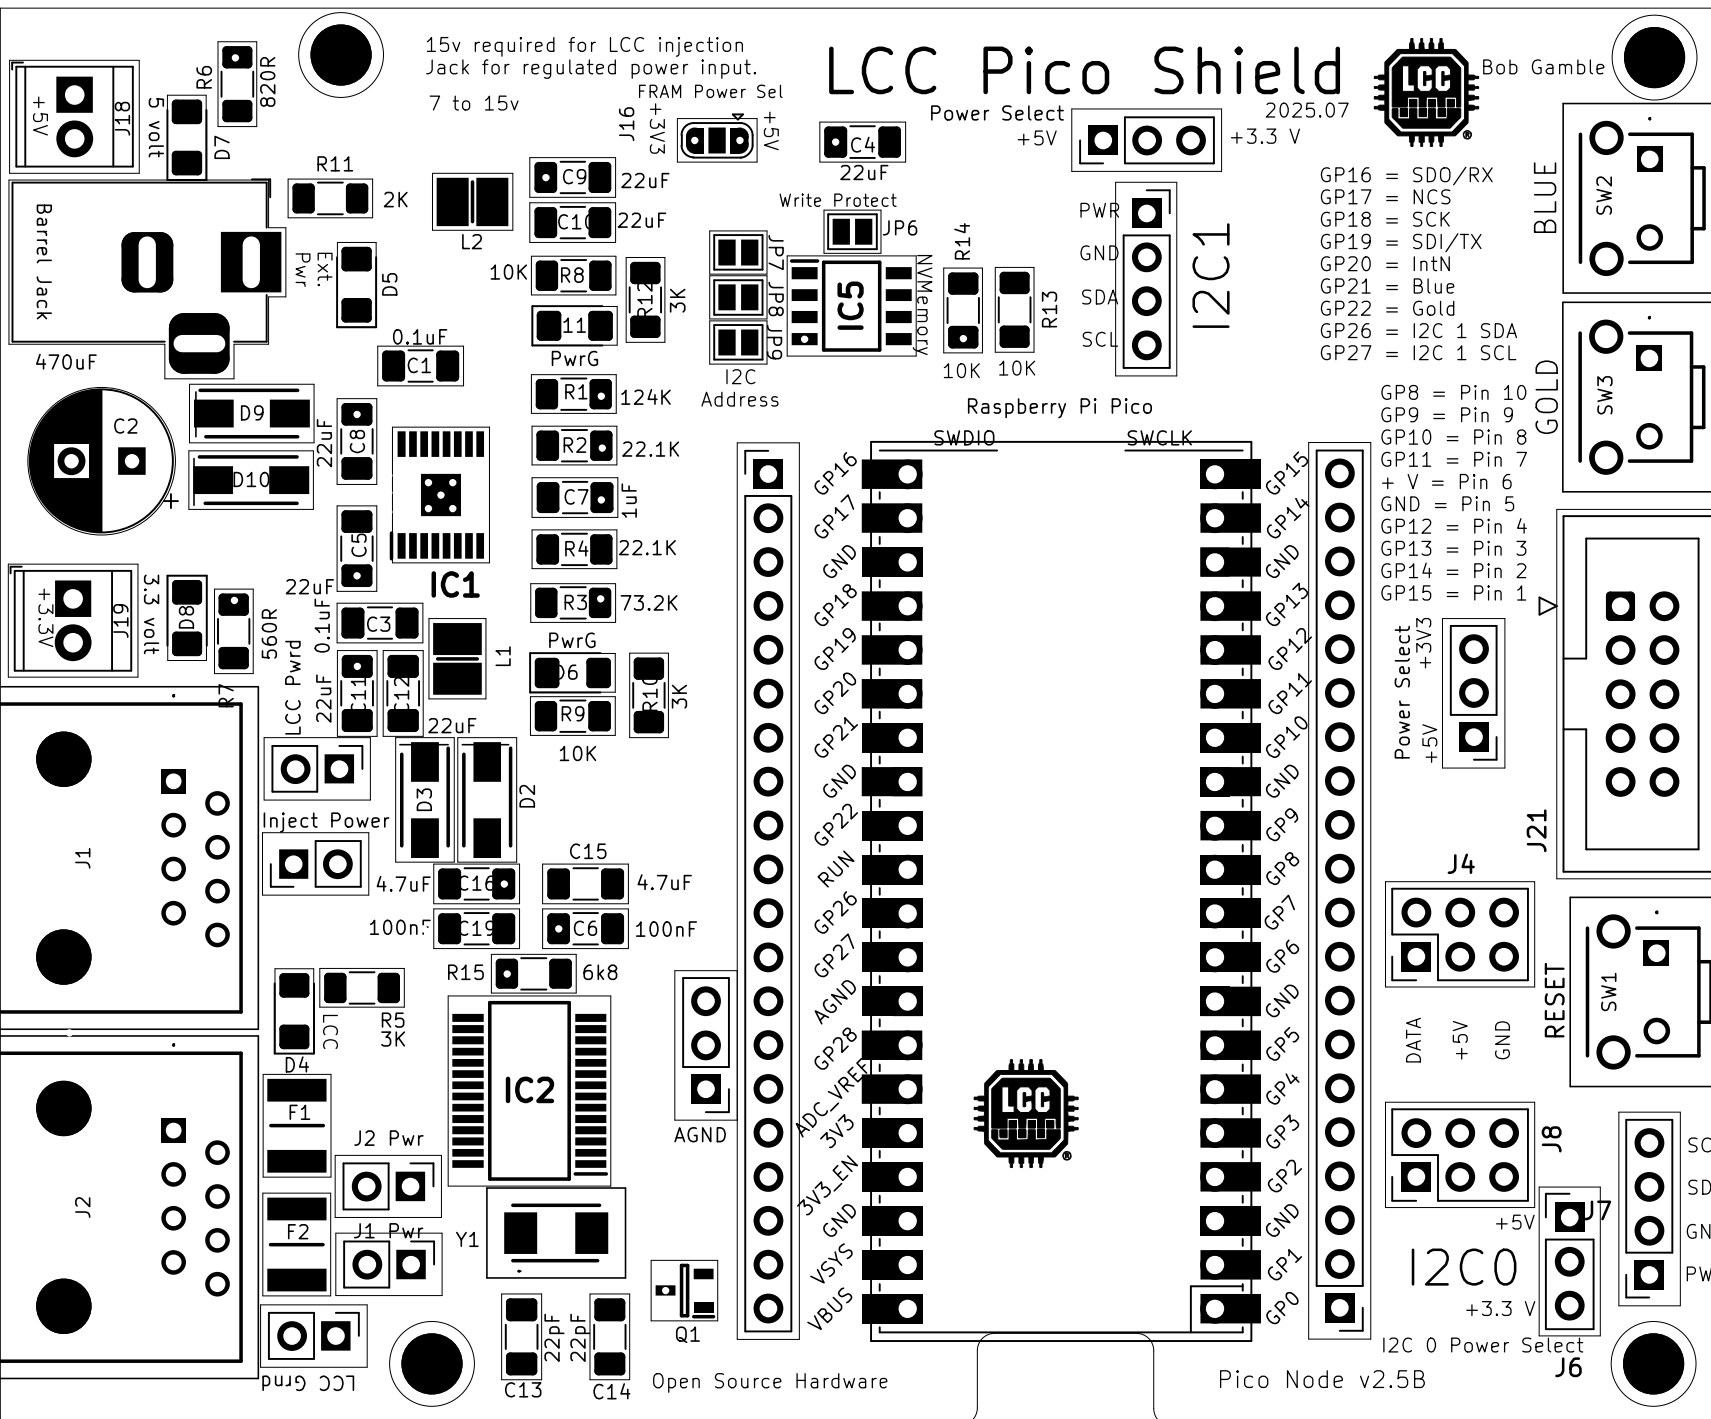 15v required for LCC injection
Jack for regulated power input.
7 to 15v
FRAM Power Sel
J16
+3V3
+5V
LCC Pico Shield
2025.07
LCC
®
Bob Gamble
+5V
J18
5 volt
R6
820R
D7
R11
2K
Barrel Jack
Ext.
Pwr
D5
L2
C9
22uF
C10
22uF
10K
R8
R12
3K
11
PwrG
0.1uF
C1
470uF
C2
+
D9
D10
22uF
C8
R1
124K
R2
22.1K
C7
1uF
R4
22.1K
R3
73.2K
IC1
C5
22uF
C4
22uF
Write Protect
JP6
JP7
JP8
JP9
I2C
Address
IC5
NV/Memory
R14
10K
R13
10K
Power Select
+5V
+3.3 V
PWR
GND
SDA
SCL
I2C1
GP16 = SDO/RX
GP17 = NCS
GP18 = SCK
GP19 = SDI/TX
GP20 = IntN
GP21 = Blue
GP22 = Gold
GP26 = I2C 1 SDA
GP27 = I2C 1 SCL
GP8 = Pin 10
GP9 = Pin 9
GP10 = Pin 8
GP11 = Pin 7
+ V = Pin 6
GND = Pin 5
GP12 = Pin 4
GP13 = Pin 3
GP14 = Pin 2
GP15 = Pin 1
BLUE
SW2
GOLD
SW3
+3.3V
J19
3.3 volt
D8
560R
R7
0.1uF
C3
LCC Pwrd
22uF
C11
C12
22uF
L1
PwrG
D6
R9
10K
R10
3K
D3
D2
Inject Power
J1
4.7uF
C16
C15
4.7uF
100nF
C19
C6
100nF
R15
6k8
LCC
D4
R5
3K
IC2
F1
J2 Pwr
J2
F2
J1 Pwr
Y1
LCC Grnd
22pF
C13
22pF
C14
Q1
AGND
Open Source Hardware
Raspberry Pi Pico
SWDIO
SWCLK
GP16
GP17
GND
GP18
GP19
GP20
GP21
GND
GP22
RUN
GP26
GP27
AGND
GP28
ADC_VREF
3V3
3V3_EN
GND
VSYS
VBUS
GP15
GP14
GND
GP13
GP12
GP11
GP10
GND
GP9
GP8
GP7
GP6
GND
GP5
GP4
GP3
GP2
GND
GP1
GP0
LCC
®
Power Select
+3V3
+5V
J21
J4
DATA
+5V
GND
RESET
SW1
J8
J7
+5V
I2C0
+3.3 V
I2C 0 Power Select
J6
SC
SD
GN
PW
Pico Node v2.5B